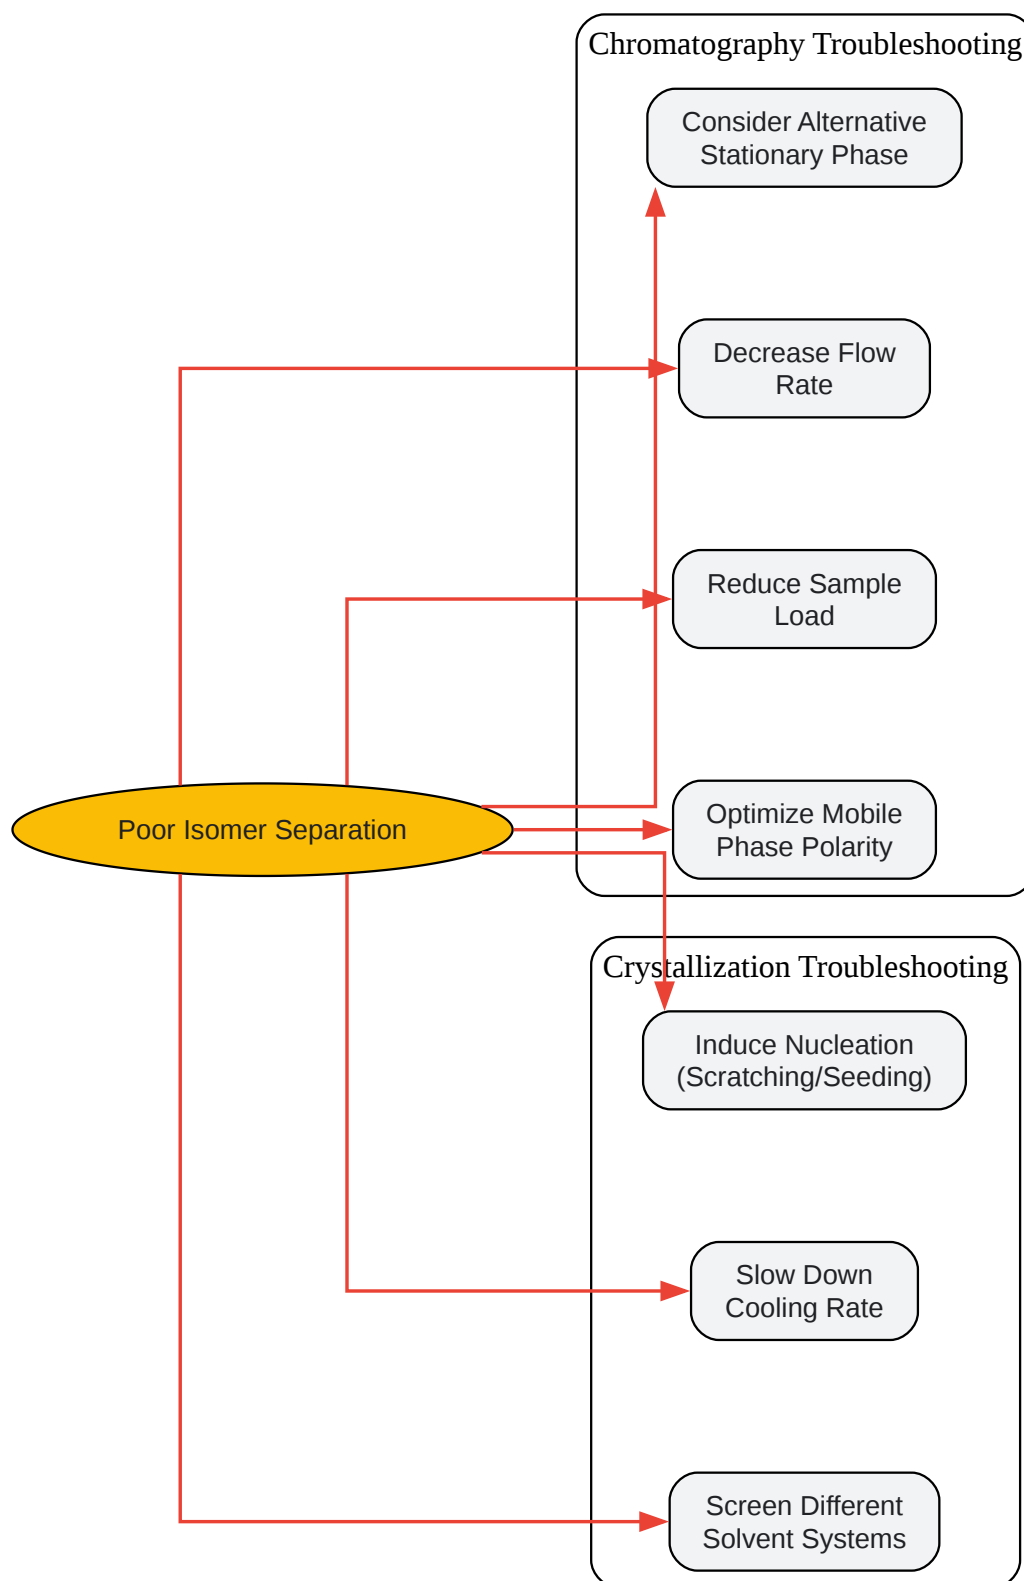 Chromatography Troubleshooting
Consider Alternative
Stationary Phase
Decrease Flow
Rate
Reduce Sample
Load
Poor Isomer Separation
Optimize Mobile
Phase Polarity
Crystallization Troubleshooting
Induce Nucleation
(Scratching/Seeding)
Slow Down
Cooling Rate
Screen Different
Solvent Systems